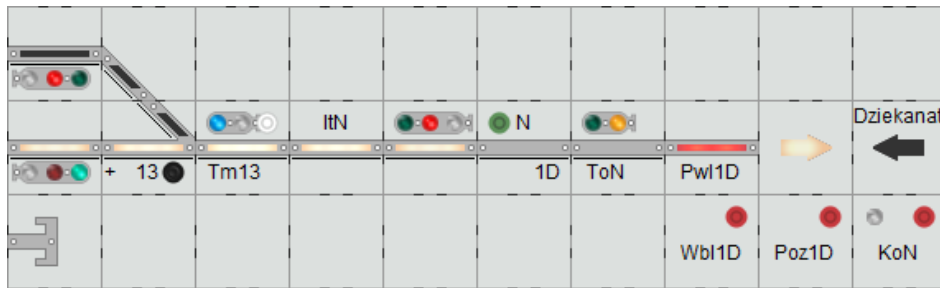 ItN
N
Dziekanat
+ 13
Tm13
1D
ToN
Pwl1D
Wbl1D
Poz1D
KoN